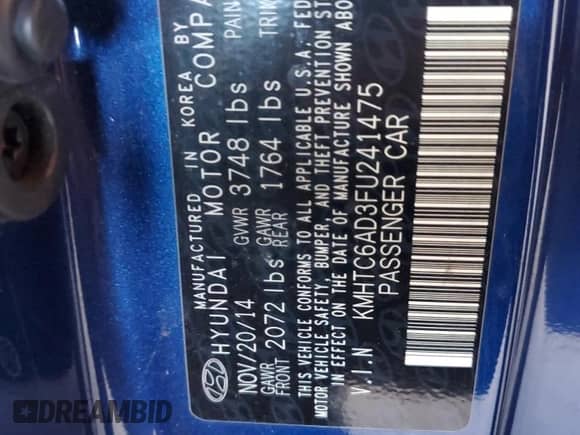 MANUFACTURED IN KOREA BY
HYUNDAI MOTOR COMPA
NOV/20/14 GVWR 3748 lbs PAIN
GAWR FRONT 2072 lbs GAWR REAR 1764 lbs TRIM
THIS VEHICLE CONFORMS TO ALL APPLICABLE U.S.A. FED
MOTOR VEHICLE SAFETY, BUMPER, AND THEFT PREVENTION ST
IN EFFECT ON THE DATE OF MANUFACTURE SHOWN ABO
V.I.N KMHTC6AD3FU241475
PASSENGER CAR
DREAMBID